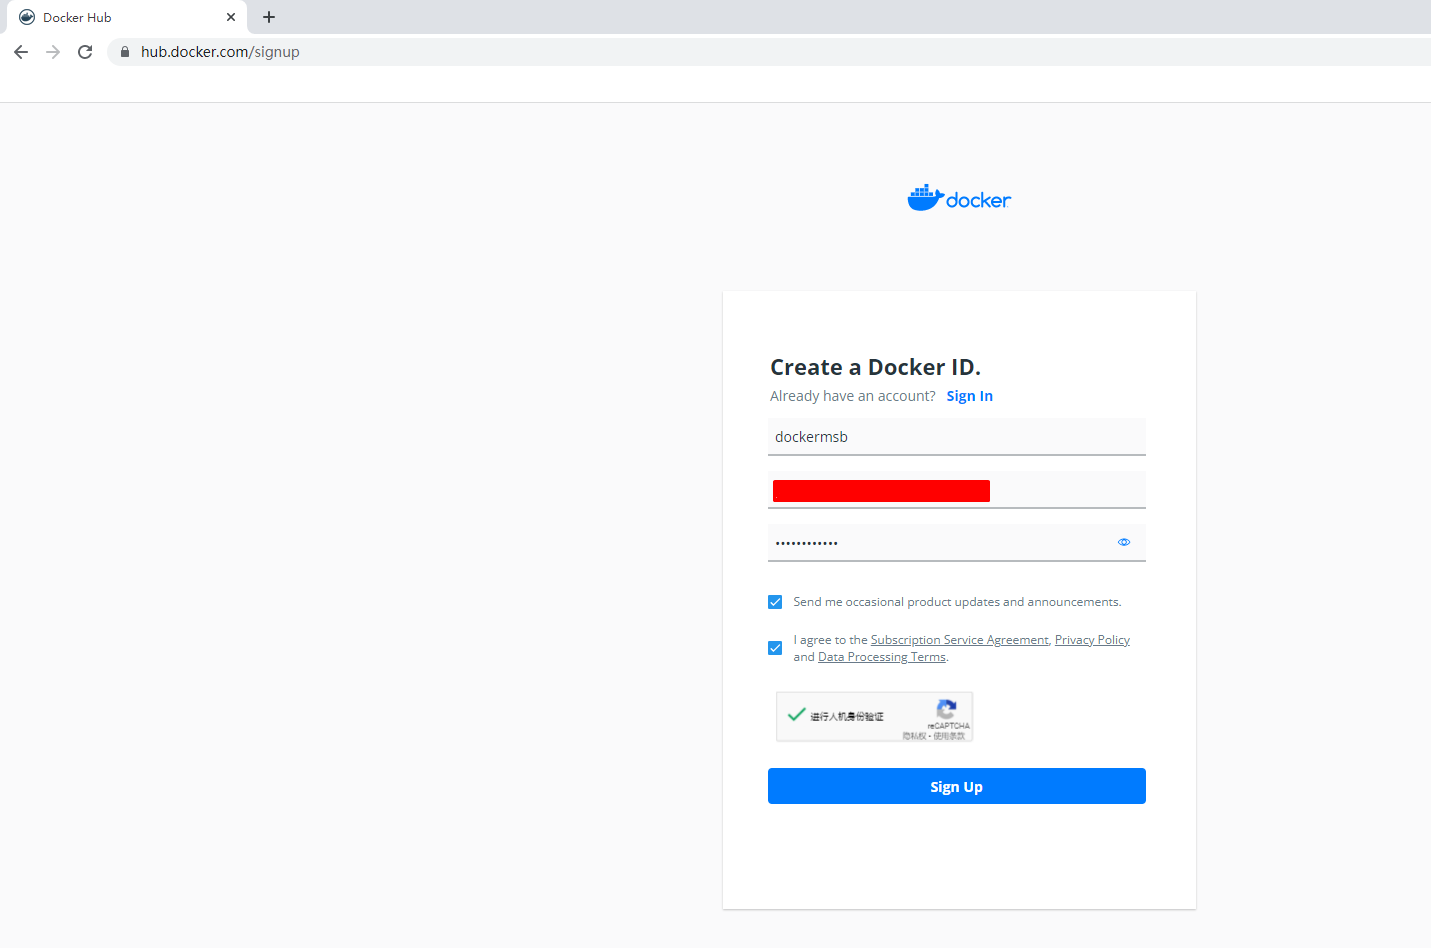 Docker Hub
hub.docker.com/signup
docker
Create a Docker ID.
Already have an account? Sign In
dockermsb
••••••••••••
Send me occasional product updates and announcements.
I agree to the Subscription Service Agreement, Privacy Policy
and Data Processing Terms.
进行人机身份验证
reCAPTCHA
隐私权 - 使用条款
Sign Up